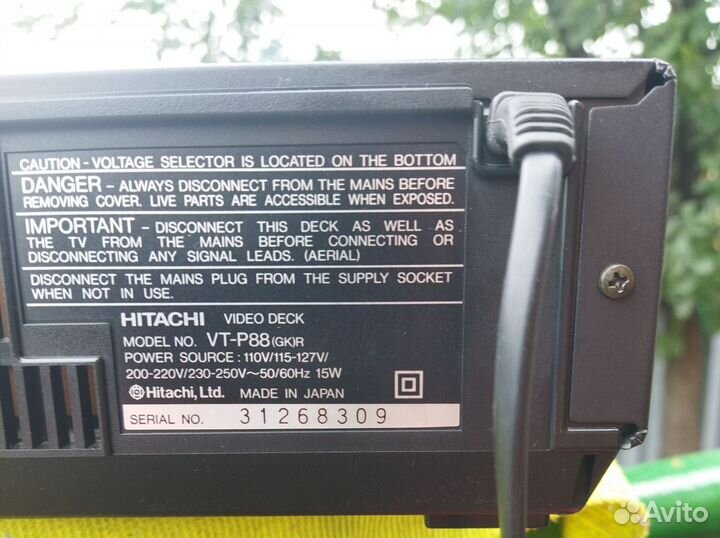 CAUTION - VOLTAGE SELECTOR IS LOCATED ON THE BOTTOM
DANGER - ALWAYS DISCONNECT FROM THE MAINS BEFORE
REMOVING COVER. LIVE PARTS ARE ACCESSIBLE WHEN EXPOSED.
IMPORTANT - DISCONNECT THIS DECK AS WELL AS
THE TV FROM THE MAINS BEFORE CONNECTING OR
DISCONNECTING ANY SIGNAL LEADS. (AERIAL)
DISCONNECT THE MAINS PLUG FROM THE SUPPLY SOCKET
WHEN NOT IN USE.
HITACHI VIDEO DECK
MODEL NO. VT-P88(GK)R
POWER SOURCE : 110V/115-127V/
200-220V/230-250V~50/60Hz 15W
Hitachi, Ltd. MADE IN JAPAN
SERIAL NO. 31268309
Avito